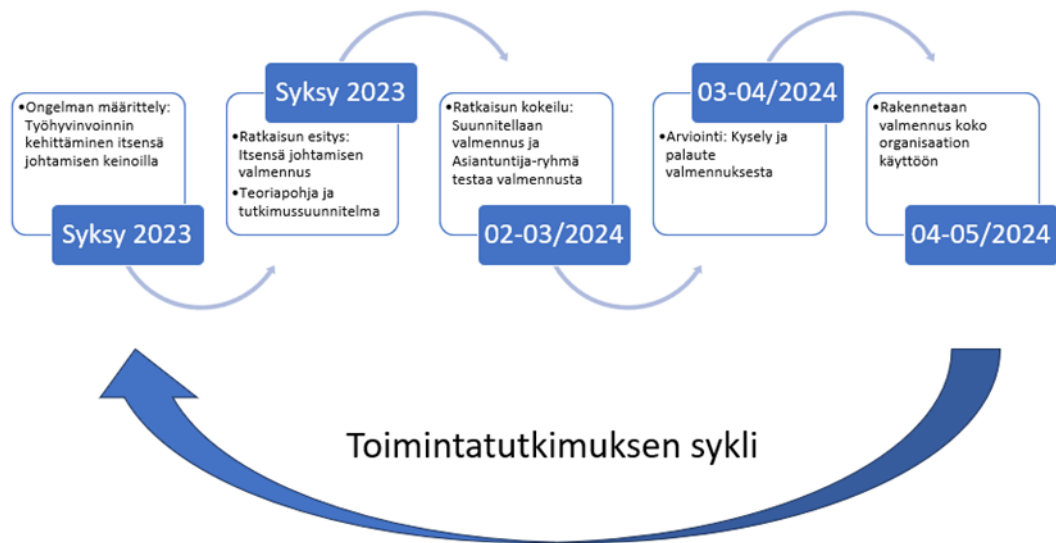 •Ongelman määrittely:
Työhyvinvoinnin
kehittäminen itsensä
johtamisen keinoilla
Syksy 2023
Syksy 2023
•Ratkaisun esitys:
Itsensä johtamisen
valmennus
•Teoriapohja ja
tutkimussuunnitelma
•Ratkaisun kokeilu:
Suunnitellaan
valmennus ja
Asiantuntija-ryhmä
testaa valmennusta
02-03/2024
03-04/2024
•Arviointi: Kysely ja
palaute
valmennuksesta
•Rakennetaan
valmennus koko
organisaation
käyttöön
04-05/2024
Toimintatutkimuksen sykli